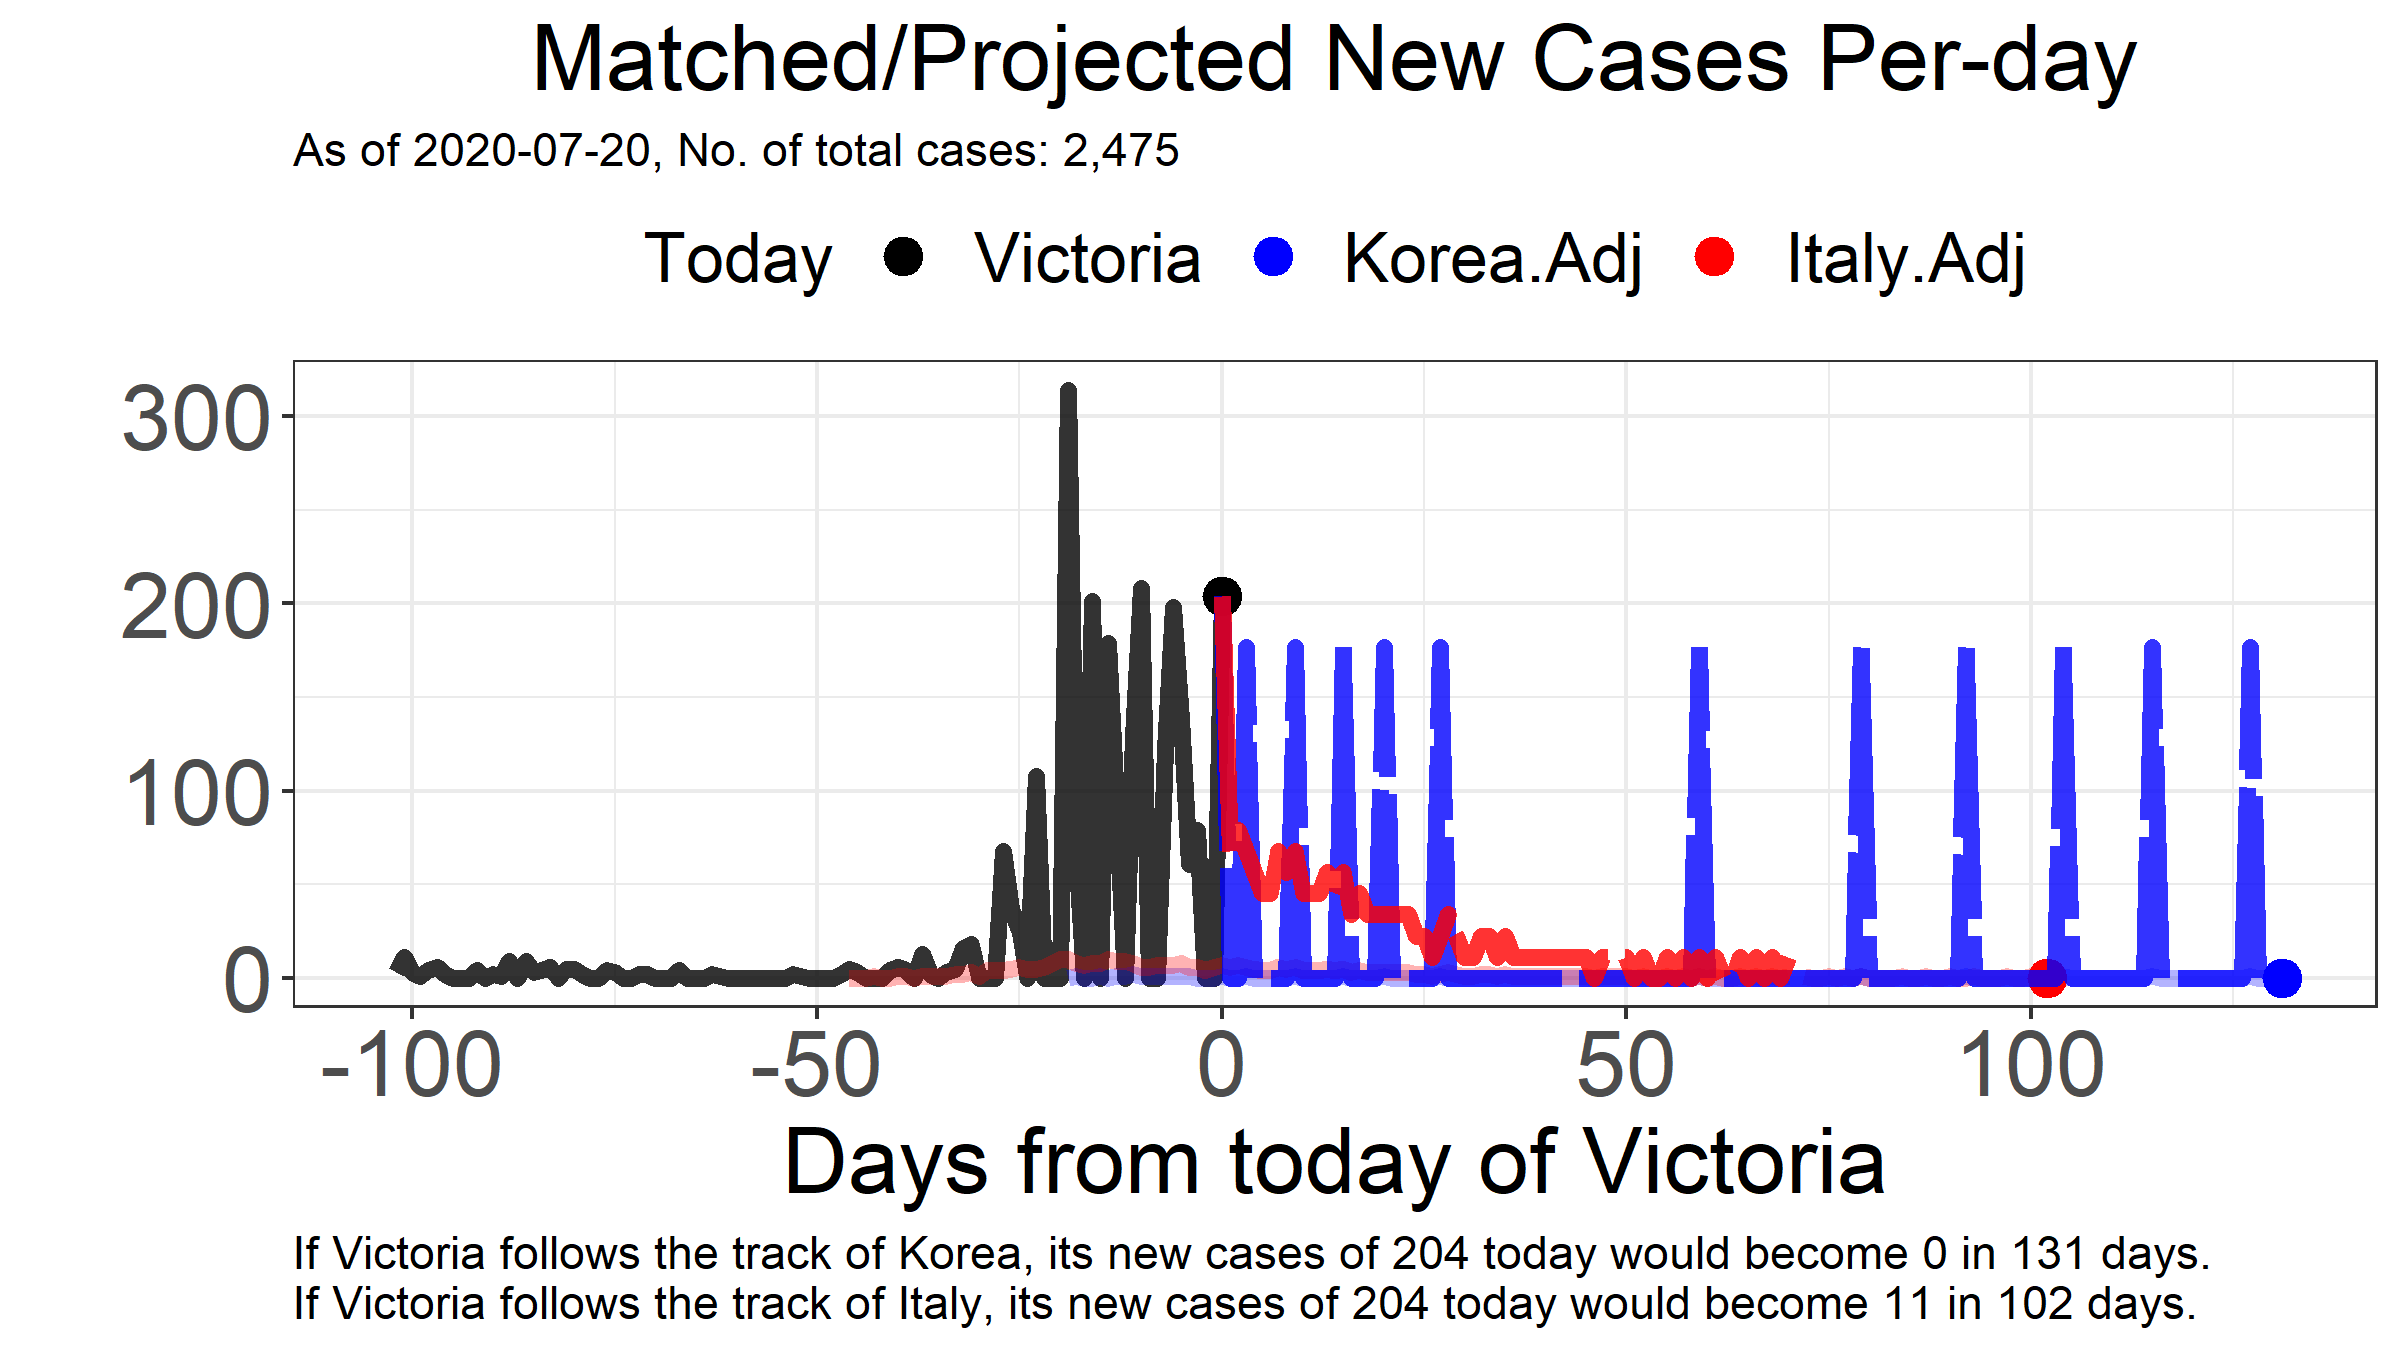 Matched/Projected New Cases Per-day
As of 2020-07-20, No. of total cases: 2,475
Today Victoria Korea.Adj Italy.Adj
300
200
100
0
-100 -50 0 50 100
Days from today of Victoria
If Victoria follows the track of Korea, its new cases of 204 today would become 0 in 131 days.
If Victoria follows the track of Italy, its new cases of 204 today would become 11 in 102 days.